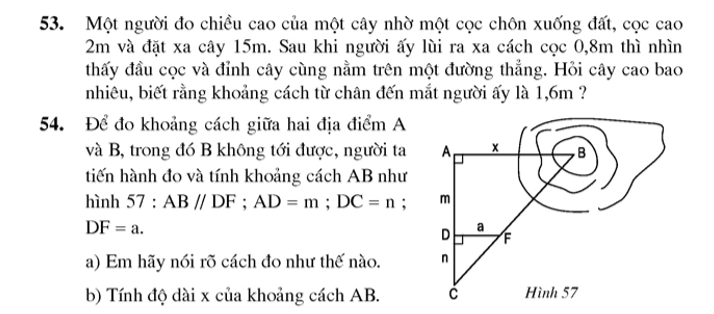 53. Một người đo chiều cao của một cây nhờ một cọc chôn xuống đất, cọc cao
2m và đặt xa cây 15m. Sau khi người ấy lùi ra xa cách cọc 0,8m thì nhìn
thấy đầu cọc và đỉnh cây cùng nằm trên một đường thẳng. Hỏi cây cao bao
nhiêu, biết rằng khoảng cách từ chân đến mắt người ấy là 1,6m ?
54. Để đo khoảng cách giữa hai địa điểm A
và B, trong đó B không tới được, người ta
tiến hành đo và tính khoảng cách AB như
hình 57 : AB // DF ; AD = m ; DC = n ;
DF = a.
a) Em hãy nói rõ cách đo như thế nào.
b) Tính độ dài x của khoảng cách AB.
A x B
m
D a F
n
C
Hình 57